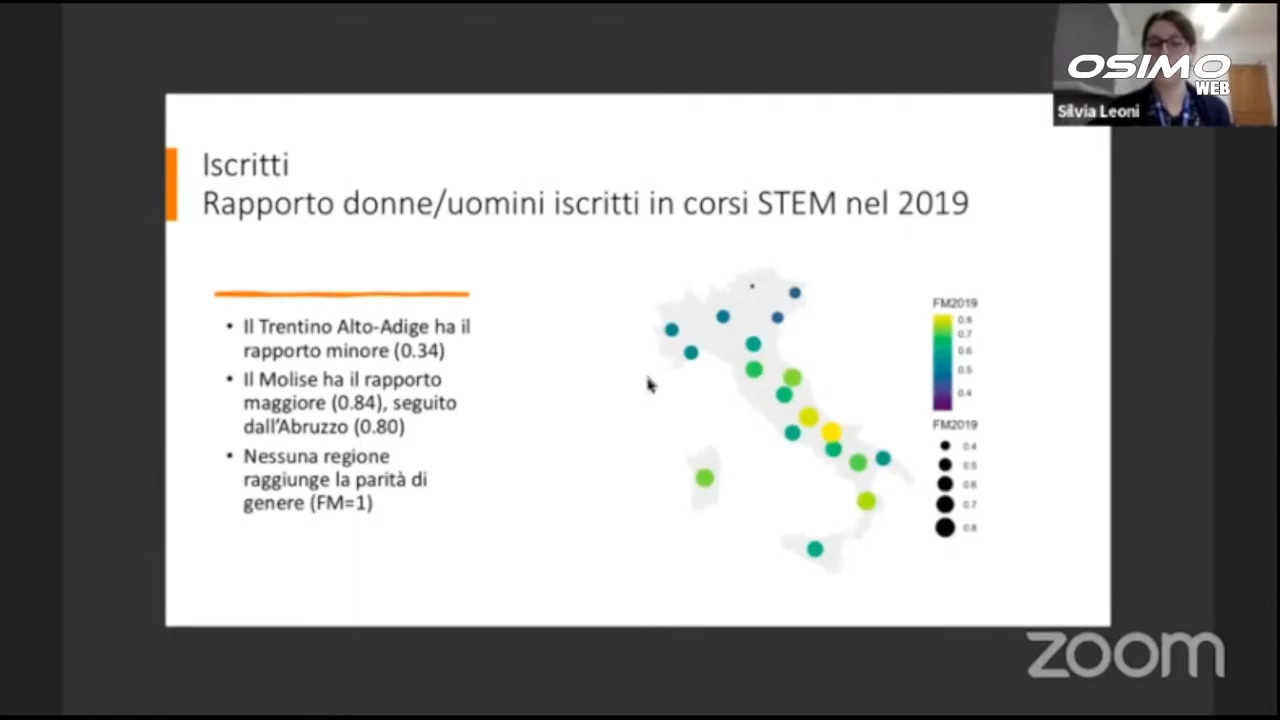 OSIMO
WEB
Silvia Leoni
Iscritti
Rapporto donne/uomini iscritti in corsi STEM nel 2019
• Il Trentino Alto-Adige ha il
rapporto minore (0.34)
• Il Molise ha il rapporto
maggiore (0.84), seguito
dall'Abruzzo (0.80)
• Nessuna regione
raggiunge la parità di
genere (FM=1)
FM2019
0.8
0.7
0.6
0.5
0.4
FM2019
0.4
0.5
0.6
0.7
0.8
zoom